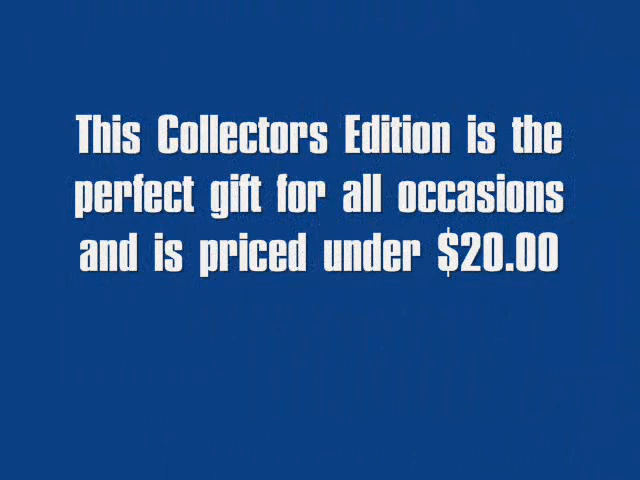 This Collectors Edition is the
perfect gift for all occasions
and is priced under $20.00